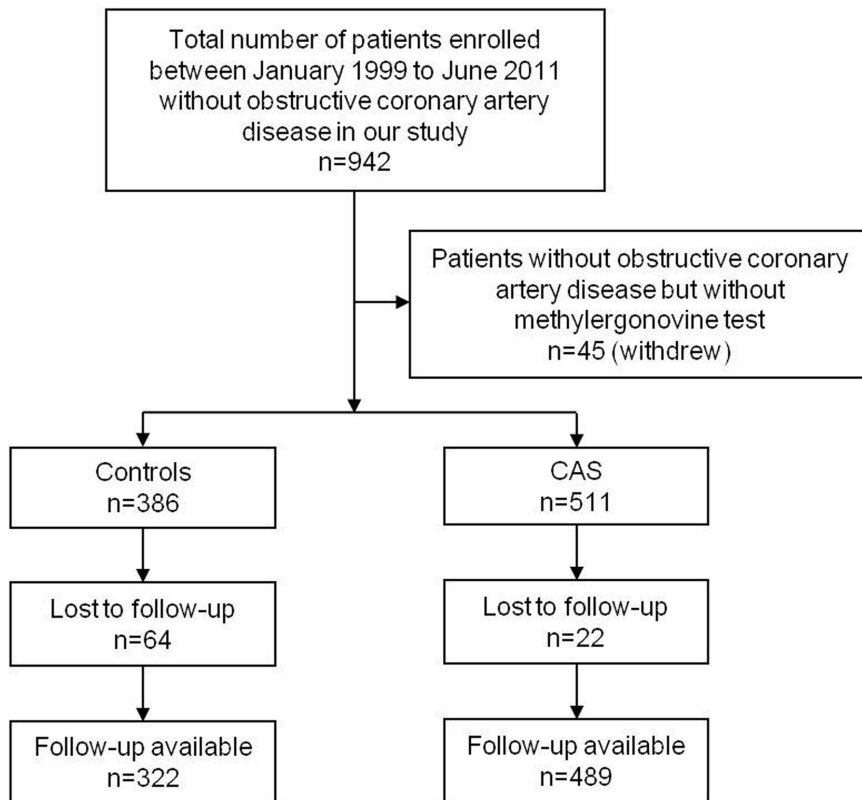 Total number of patients enrolled
between January 1999 to June 2011
without obstructive coronary artery
disease in our study
n=942
Patients without obstructive coronary
artery disease but without
methylergonovine test
n=45 (withdrew)
Controls
n=386
CAS
n=511
Lost to follow-up
n=64
Lost to follow-up
n=22
Follow-up available
n=322
Follow-up available
n=489